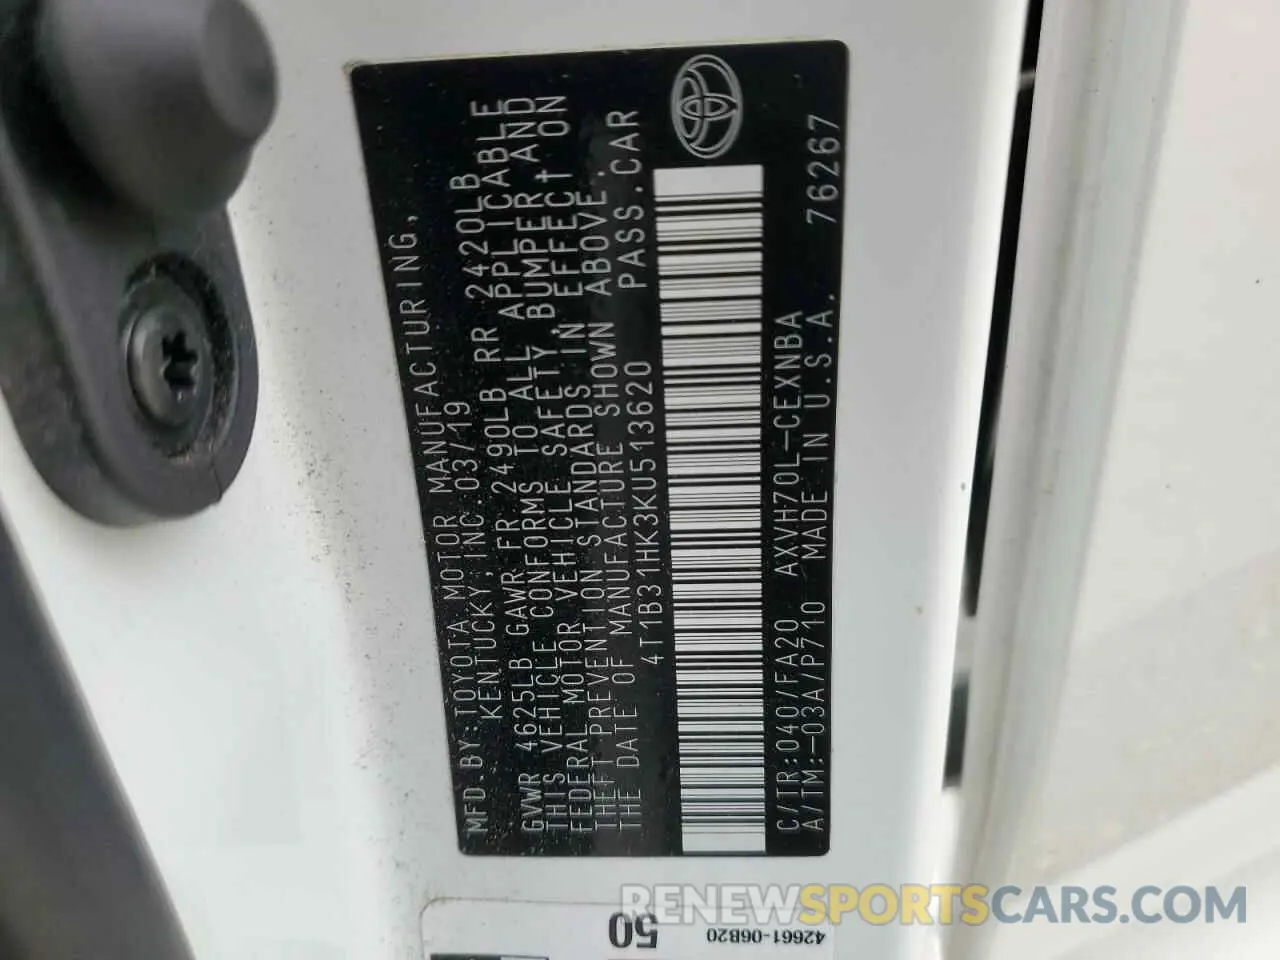 MFD.BY:TOYOTA MOTOR MANUFACTURING,
KENTUCKY,INC.03/19
GVWR 4625LB GAWR FR 2490LB RR 2420LB
THIS VEHICLE CONFORMS TO ALL APPLICABLE
FEDERAL MOTOR VEHICLE SAFETY,BUMPER,AND
THEFT PREVENTION STANDARDS IN EFFECT ON
THE DATE OF MANUFACTURE SHOWN ABOVE.
4T1B31HK3KU513620 PASS.CAR
C/TR:040/FA20 AXVH70L-CEXNBA
A/TM:-03A/P710 MADE IN U.S.A. 76267
50
42661-06B20
RENEWSPORTSCARS.COM